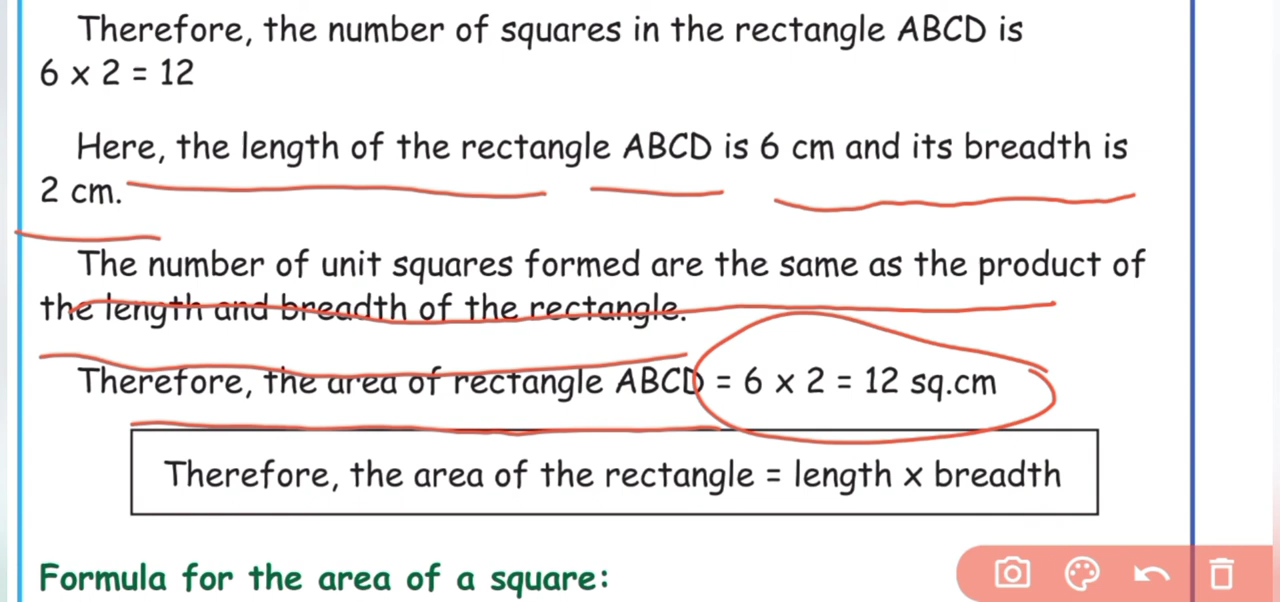 Therefore, the number of squares in the rectangle ABCD is
6 x 2 = 12
Here, the length of the rectangle ABCD is 6 cm and its breadth is
2 cm.
The number of unit squares formed are the same as the product of
the length and breadth of the rectangle.
Therefore, the area of rectangle ABCD = 6 x 2 = 12 sq.cm
Therefore, the area of the rectangle = length x breadth
Formula for the area of a square: